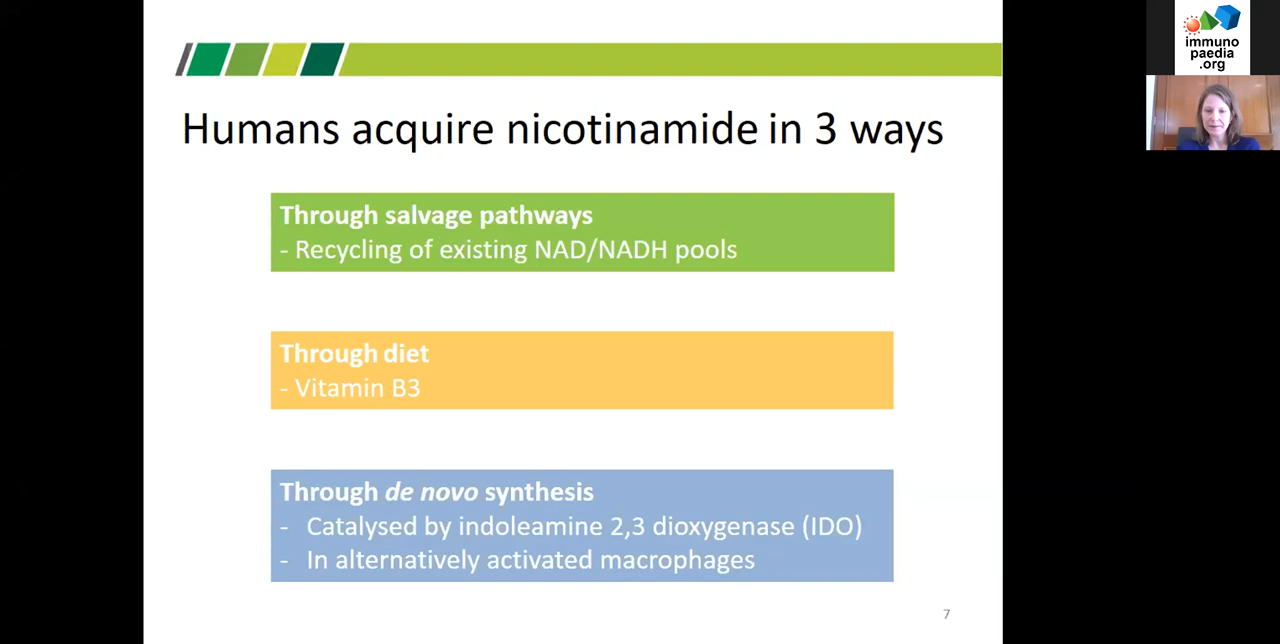 Humans acquire nicotinamide in 3 ways
Through salvage pathways
- Recycling of existing NAD/NADH pools
Through diet
- Vitamin B3
Through de novo synthesis
- Catalysed by indoleamine 2,3 dioxygenase (IDO)
- In alternatively activated macrophages
7
immuno
paedia
.org